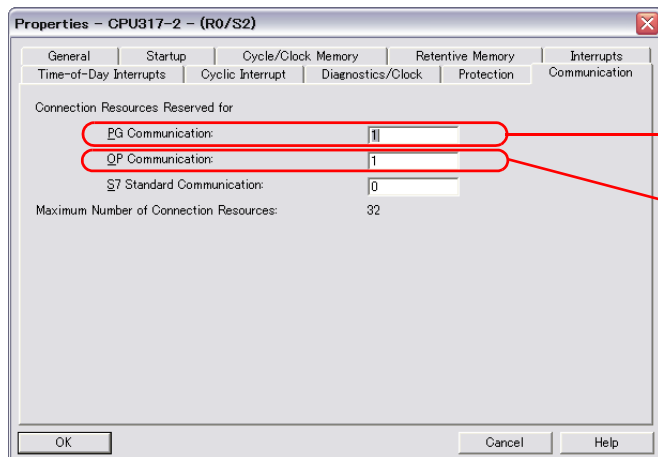 Properties - CPU317-2 - (R0/S2)
General Startup Cycle/Clock Memory Retentive Memory Interrupts
Time-of-Day Interrupts Cyclic Interrupt Diagnostics/Clock Protection Communication
Connection Resources Reserved for
PG Communication: 1
OP Communication: 1
S7 Standard Communication: 0
Maximum Number of Connection Resources: 32
OK Cancel Help